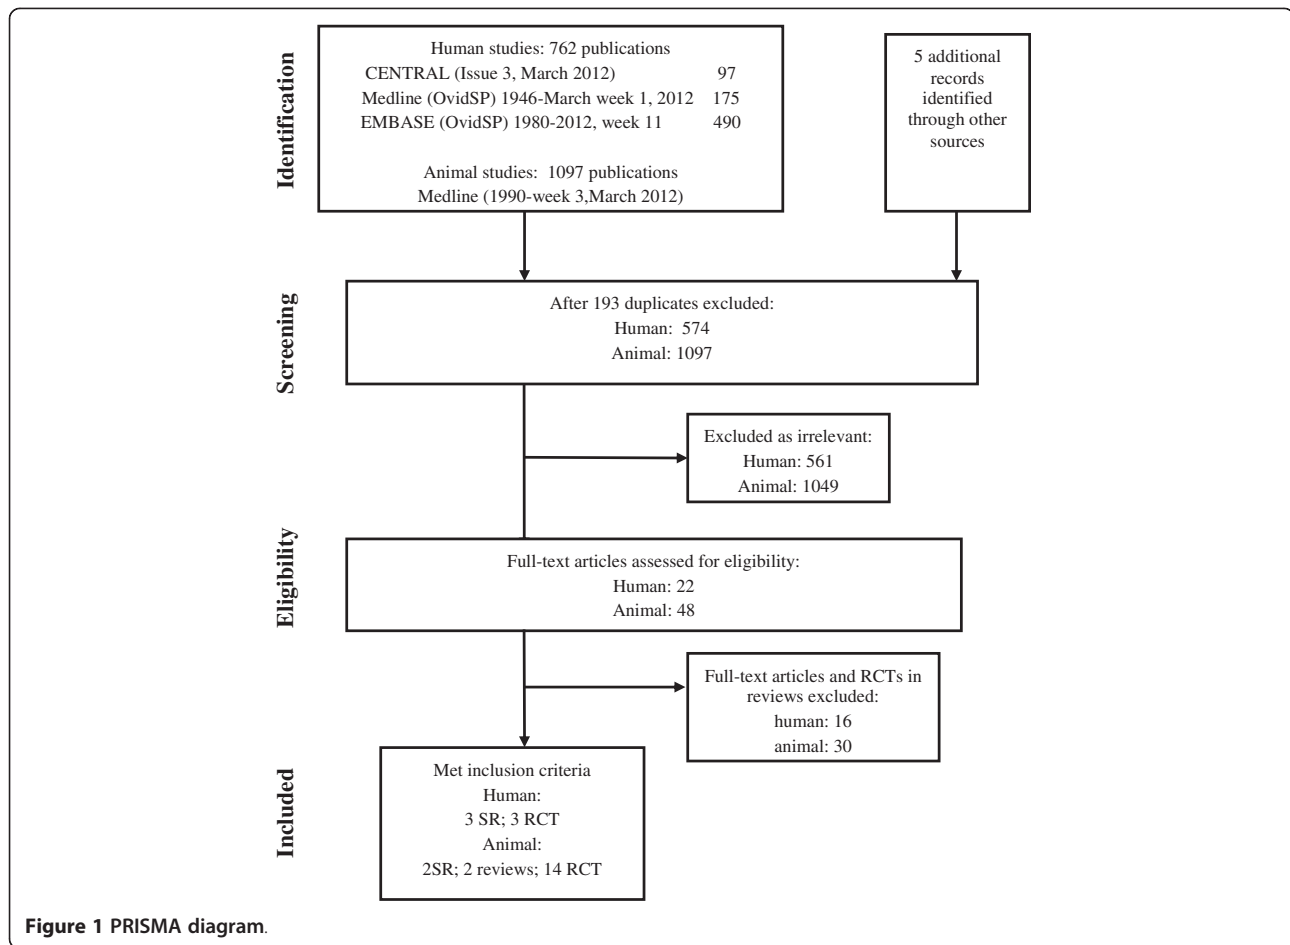 Identification
Human studies: 762 publications
CENTRAL (Issue 3, March 2012) 97
Medline (OvidSP) 1946-March week 1, 2012 175
EMBASE (OvidSP) 1980-2012, week 11 490
Animal studies: 1097 publications
Medline (1990-week 3,March 2012)
5 additional
records
identified
through other
sources
Screening
After 193 duplicates excluded:
Human: 574
Animal: 1097
Excluded as irrelevant:
Human: 561
Animal: 1049
Eligibility
Full-text articles assessed for eligibility:
Human: 22
Animal: 48
Full-text articles and RCTs in
reviews excluded:
human: 16
animal: 30
Included
Met inclusion criteria
Human:
3 SR; 3 RCT
Animal:
2SR; 2 reviews; 14 RCT
Figure 1 PRISMA diagram.